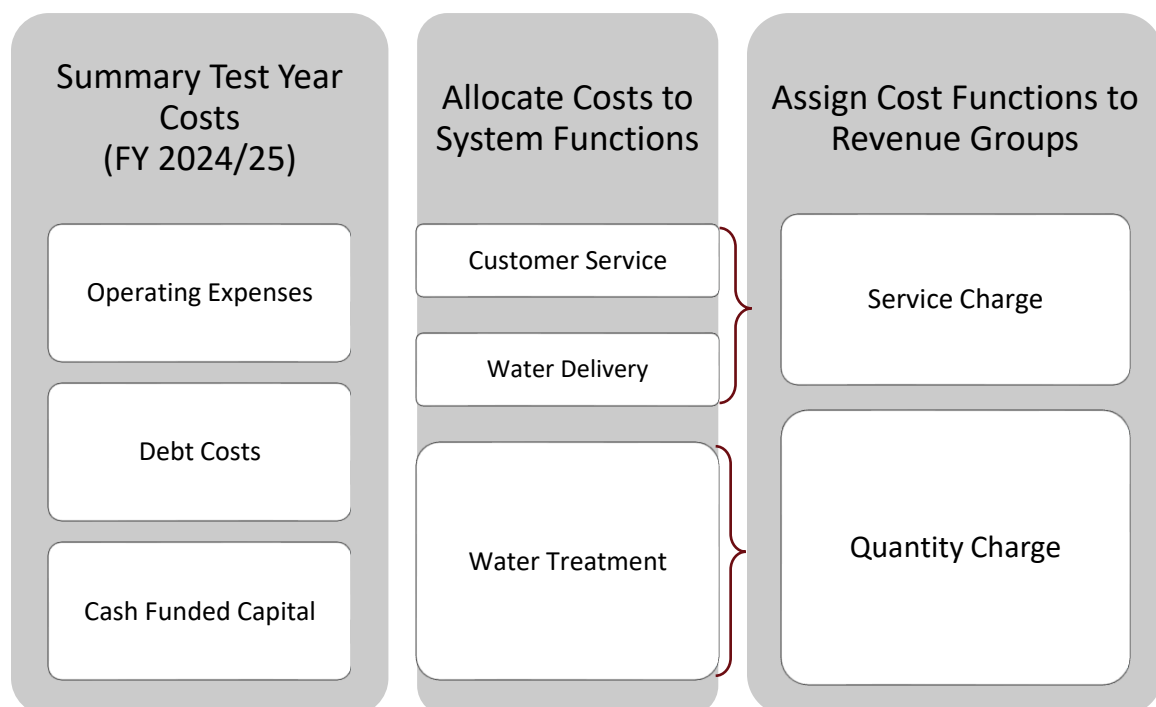 Summary Test Year
Costs
(FY 2024/25)
Operating Expenses
Debt Costs
Cash Funded Capital
Allocate Costs to
System Functions
Customer Service
Water Delivery
Water Treatment
Assign Cost Functions to
Revenue Groups
Service Charge
Quantity Charge